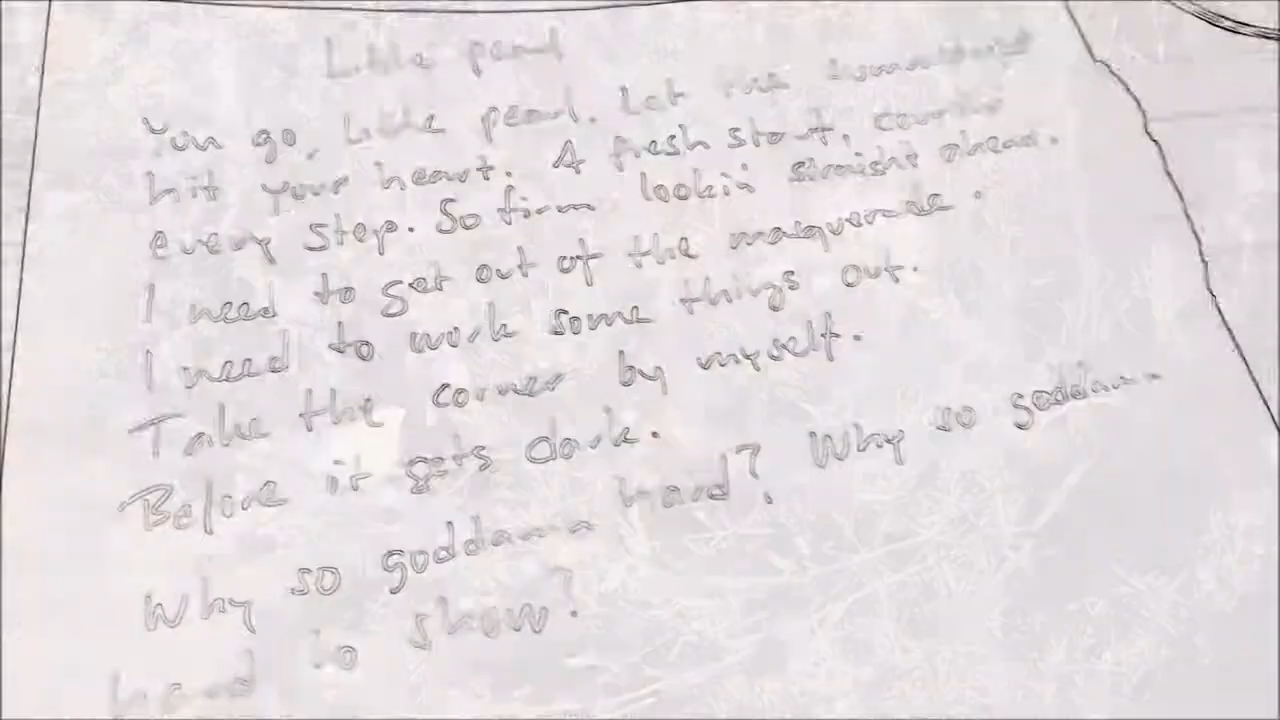 Little pearl
You go, little pearl. Let
hit your heart. A fresh start,
every step. So firm lookin straight ahead.
I need to get out of the masquerade.
I need to work some things out.
Take the corner by myself.
Before it gets dark.
Why so goddamn hard? Why so goddamn
hard to show?